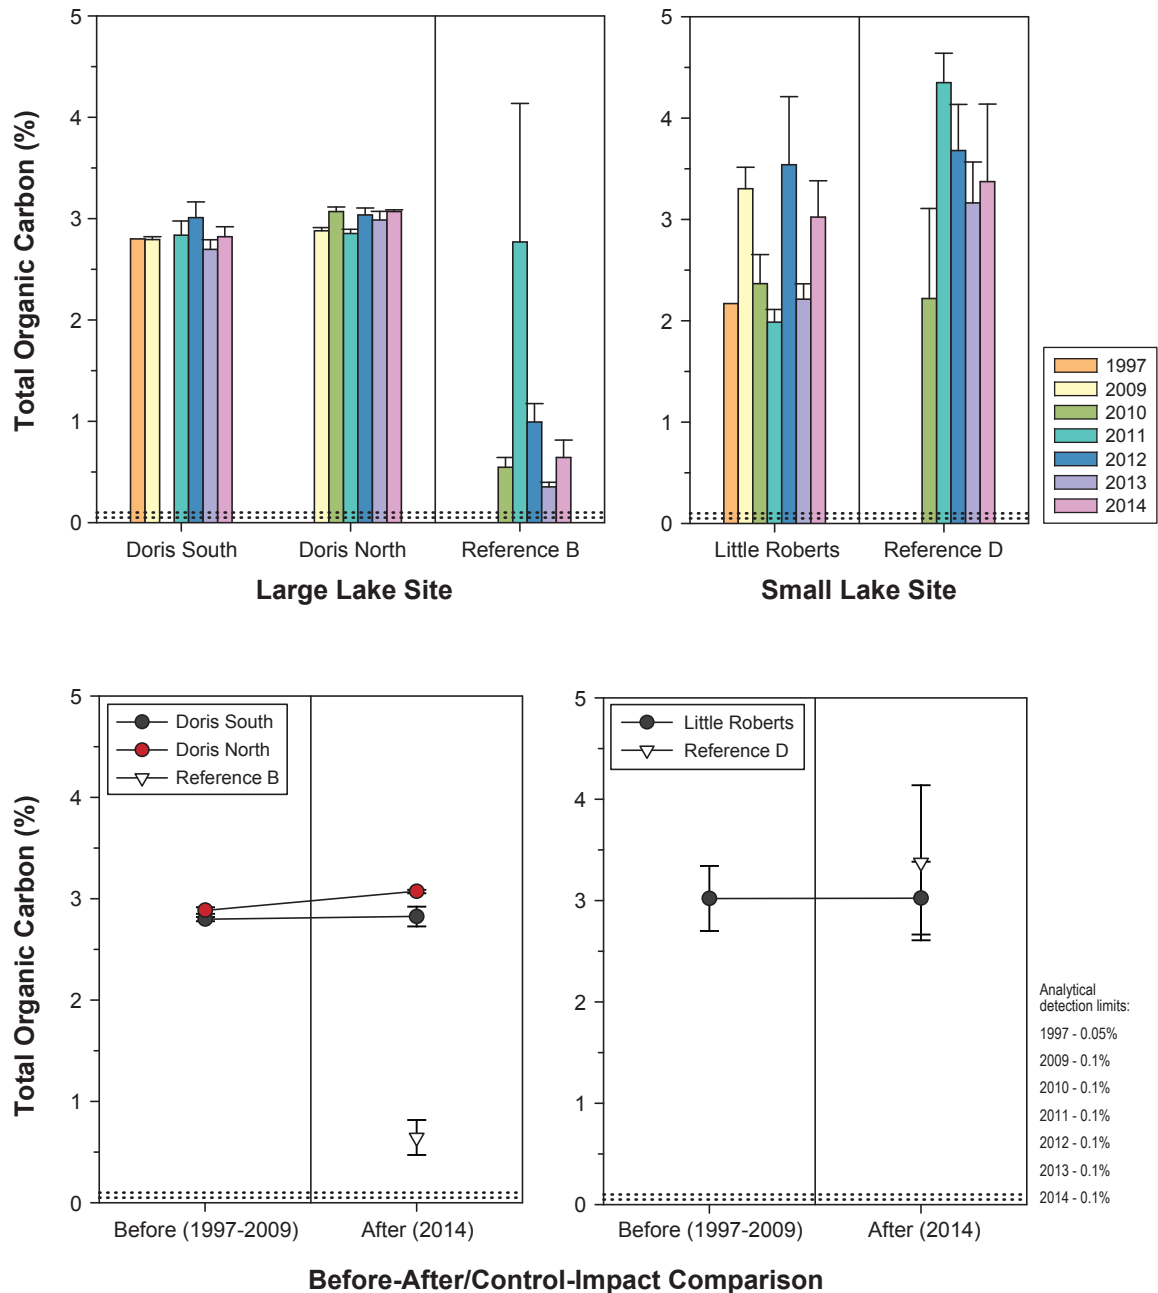 Total Organic Carbon (%)
5
4
3
2
1
0
Doris South
Doris North
Reference B
Large Lake Site
5
4
3
2
1
0
Little Roberts
Reference D
Small Lake Site
1997
2009
2010
2011
2012
2013
2014
Total Organic Carbon (%)
5
4
3
2
1
0
Doris South
Doris North
Reference B
Before (1997-2009)
After (2014)
5
4
3
2
1
0
Little Roberts
Reference D
Before (1997-2009)
After (2014)
Analytical
detection limits:
1997 - 0.05%
2009 - 0.1%
2010 - 0.1%
2011 - 0.1%
2012 - 0.1%
2013 - 0.1%
2014 - 0.1%
Before-After/Control-Impact Comparison